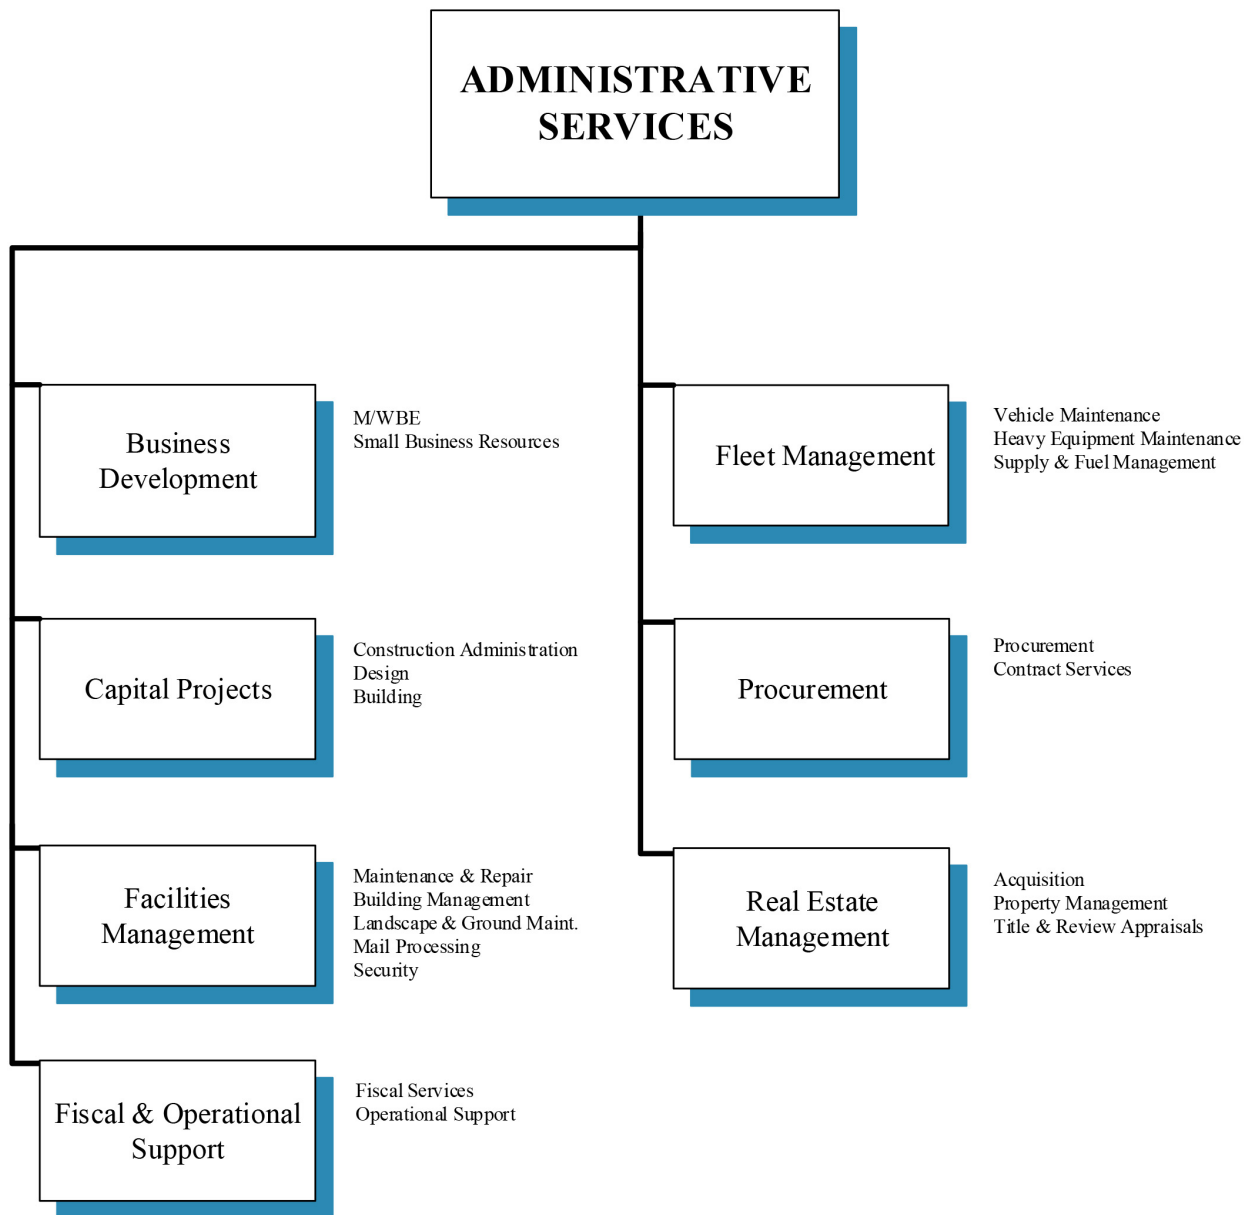 ADMINISTRATIVE
SERVICES
Business
Development
M/WBE
Small Business Resources
Capital Projects
Construction Administration
Design
Building
Facilities
Management
Maintenance & Repair
Building Management
Landscape & Ground Maint.
Mail Processing
Security
Fiscal & Operational
Support
Fiscal Services
Operational Support
Fleet Management
Vehicle Maintenance
Heavy Equipment Maintenance
Supply & Fuel Management
Procurement
Procurement
Contract Services
Real Estate
Management
Acquisition
Property Management
Title & Review Appraisals